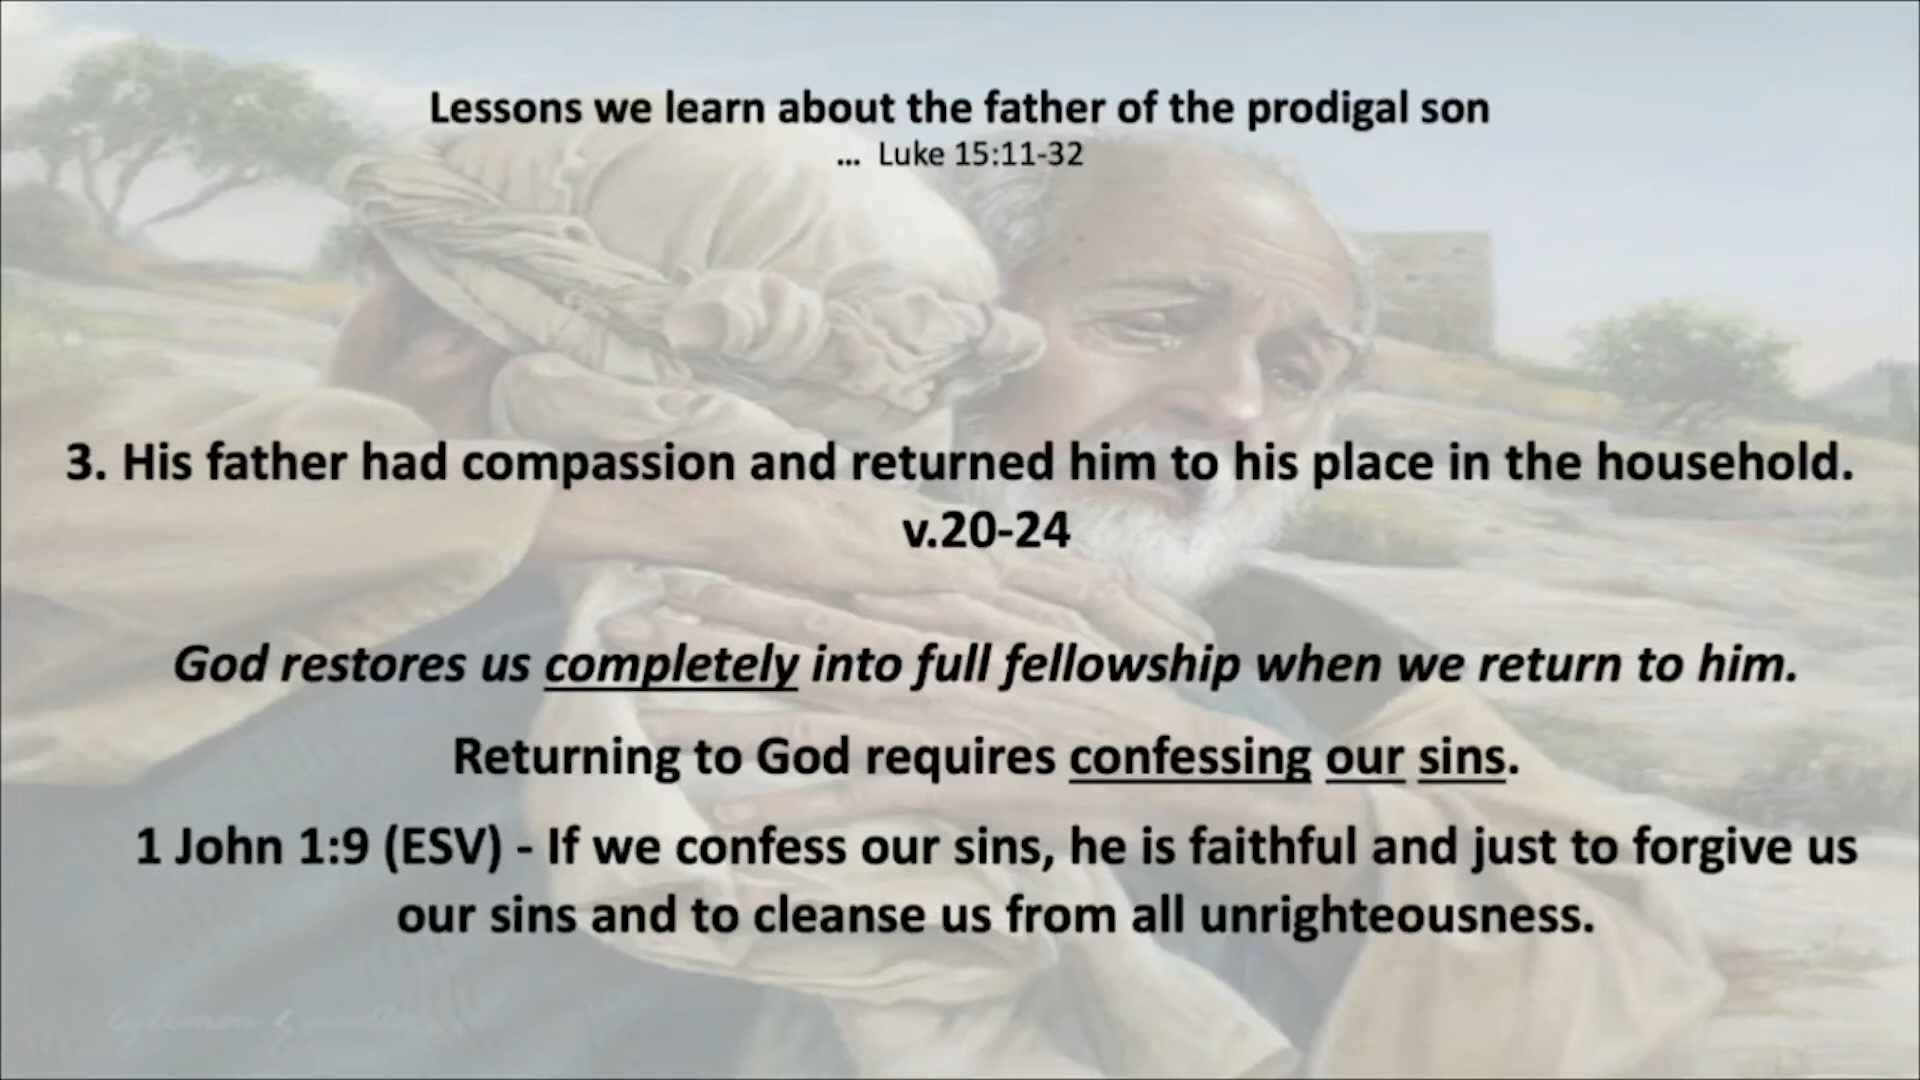 Lessons we learn about the father of the prodigal son
... Luke 15:11-32
3. His father had compassion and returned him to his place in the household.
v.20-24
God restores us completely into full fellowship when we return to him.
Returning to God requires confessing our sins.
1 John 1:9 (ESV) - If we confess our sins, he is faithful and just to forgive us
our sins and to cleanse us from all unrighteousness.